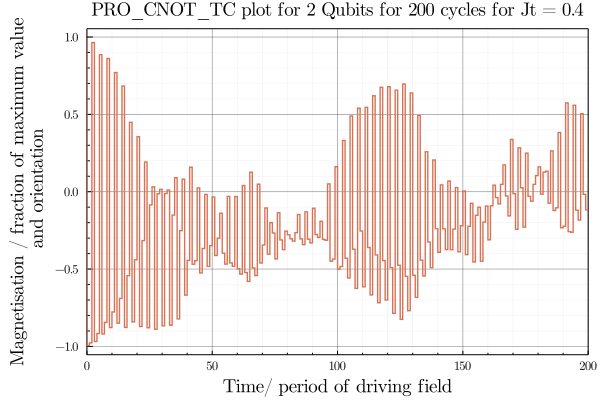 PRO_CNOT_TC plot for 2 Qubits for 200 cycles for Jt = 0.4
Magnetisation / fraction of maximum value
and orientation
1.0
0.5
0.0
−0.5
−1.0
0 50 100 150 200
Time/ period of driving field